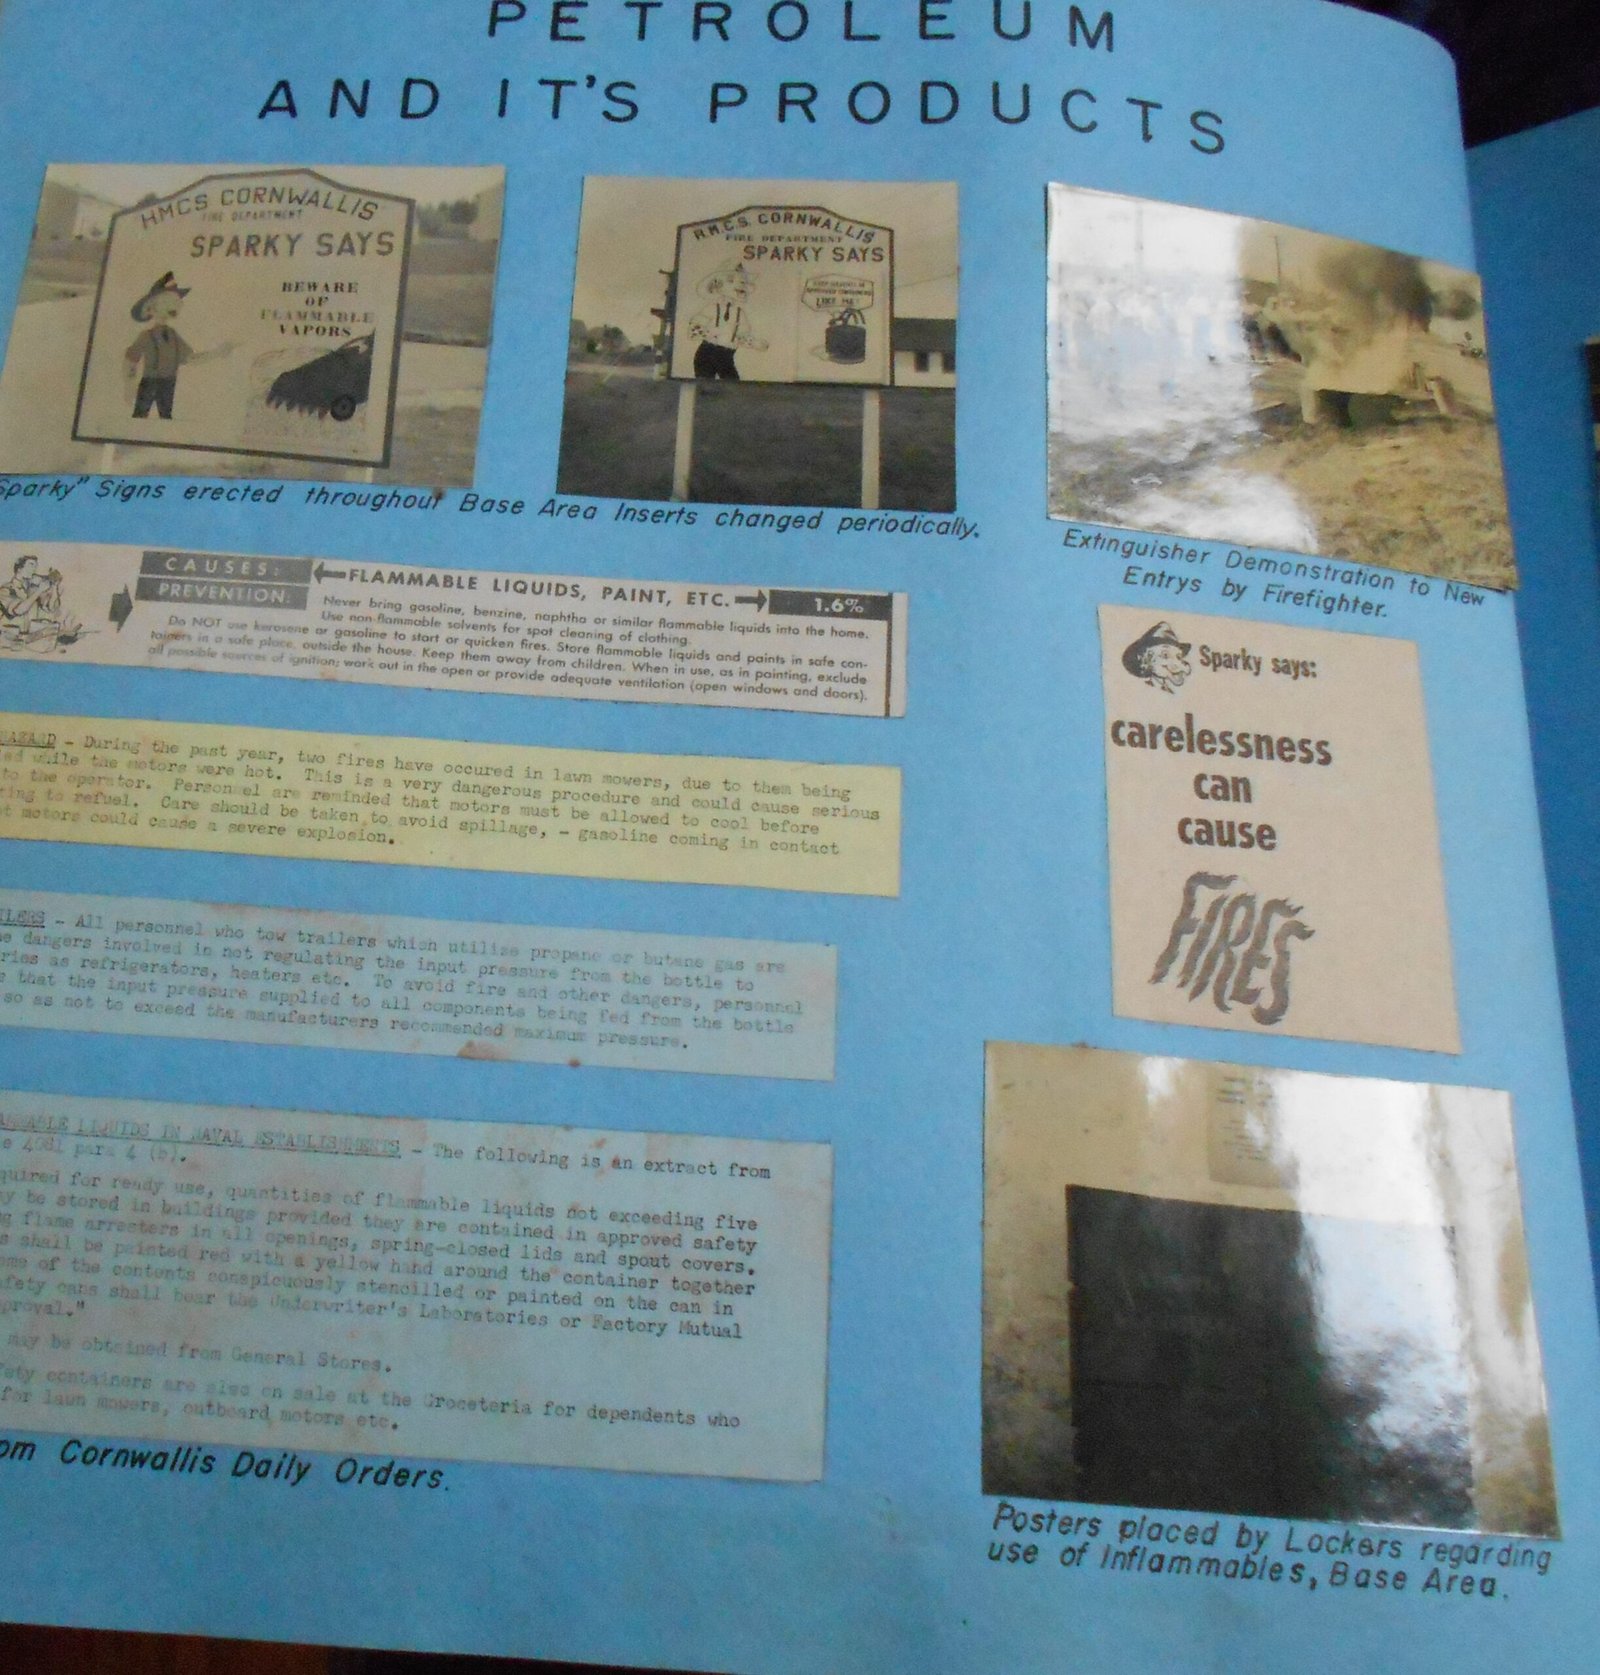 PETROLEUM
AND IT'S PRODUCTS
HMCS CORNWALLIS
FIRE DEPARTMENT
SPARKY SAYS
BEWARE
OF
FLAMMABLE
VAPORS
H.M.C.S. CORNWALLIS
FIRE DEPARTMENT
SPARKY SAYS
LIKE ME
Sparky" Signs erected throughout Base Area Inserts changed periodically.
Extinguisher Demonstration to New
Entrys by Firefighter.
CAUSES:
FLAMMABLE LIQUIDS, PAINT, ETC.
1.6%
PREVENTION:
Never bring gasoline, benzine, naphtha or similar flammable liquids into the home.
Use non-flammable solvents for spot cleaning of clothing.
Do NOT use kerosene or gasoline to start or quicken fires. Store flammable liquids and paints in safe con-
tainers in a safe place, outside the house. Keep them away from children. When in use, as in painting, exclude
all possible sources of ignition; work out in the open or provide adequate ventilation (open windows and doors).
Sparky says:
carelessness
can
cause
FIRES
HAZARD - During the past year, two fires have occured in lawn mowers, due to them being
while the motors were hot. This is a very dangerous procedure and could cause serious
to the operator. Personnel are reminded that motors must be allowed to cool before
ting to refuel. Care should be taken to avoid spillage, - gasoline coming in contact
motors could cause a severe explosion.
ILERS - All personnel who tow trailers which utilize propane or butane gas are
dangers involved in not regulating the input pressure from the bottle to
ries as refrigerators, heaters etc. To avoid fire and other dangers, personnel
that the input pressure supplied to all components being fed from the bottle
so as not to exceed the manufacturers recommended maximum pressure.
AMMABLE LIQUIDS IN NAVAL ESTABLISHMENTS - The following is an extract from
para 4 (b).
quired for ready use, quantities of flammable liquids not exceeding five
be stored in buildings provided they are contained in approved safety
flame arresters in all openings, spring-closed lids and spout covers.
shall be painted red with a yellow band around the container together
of the contents conspicuously stencilled or painted on the can in
afety cans shall bear the Underwriter's Laboratories or Factory Mutual
proval."
may be obtained from General Stores.
ety containers are also on sale at the Groceteria for dependents who
for lawn mowers, outboard motors etc.
om Cornwallis Daily Orders.
Posters placed by Lockers regarding
use of Inflammables, Base Area.